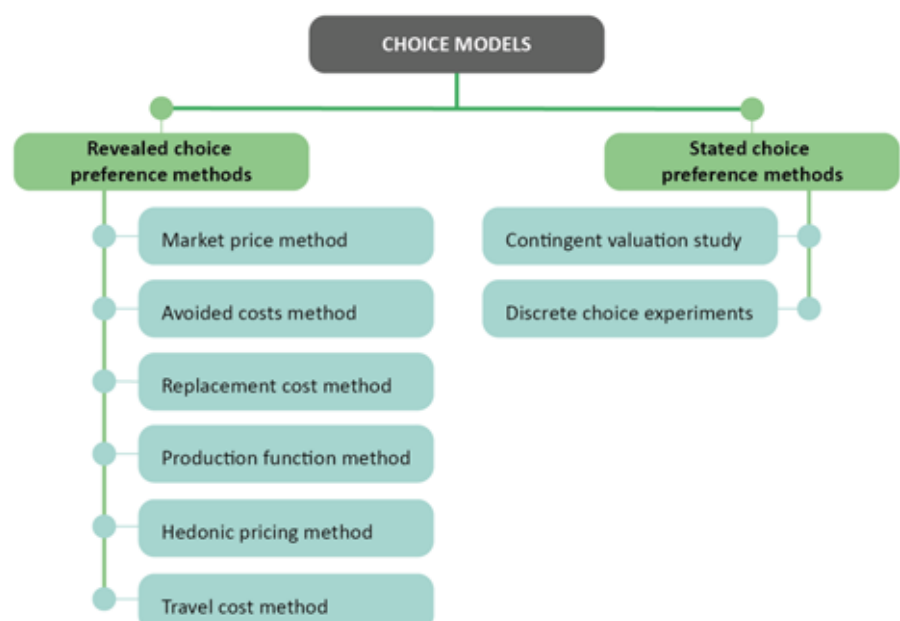 CHOICE MODELS
Revealed choice
preference methods
Market price method
Avoided costs method
Replacement cost method
Production function method
Hedonic pricing method
Travel cost method
Stated choice
preference methods
Contingent valuation study
Discrete choice experiments